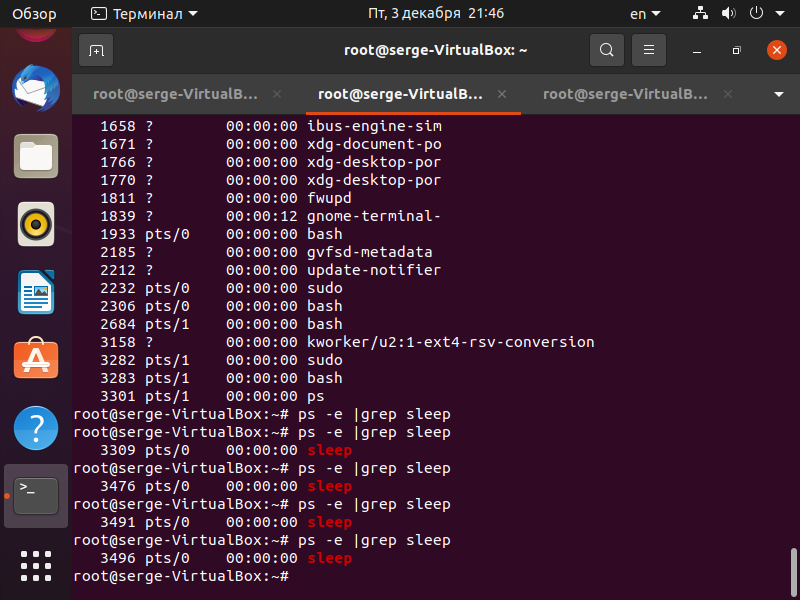 Обзор Терминал Пт, 3 декабря 21:46 en
root@serge-VirtualBox: ~
root@serge-VirtualB... root@serge-VirtualB... root@serge-VirtualB...
1658 ? 00:00:00 ibus-engine-sim
1671 ? 00:00:00 xdg-document-po
1766 ? 00:00:00 xdg-desktop-por
1770 ? 00:00:00 xdg-desktop-por
1811 ? 00:00:00 fwupd
1839 ? 00:00:12 gnome-terminal-
1933 pts/0 00:00:00 bash
2185 ? 00:00:00 gvfsd-metadata
2212 ? 00:00:00 update-notifier
2232 pts/0 00:00:00 sudo
2306 pts/0 00:00:00 bash
2684 pts/1 00:00:00 bash
3158 ? 00:00:00 kworker/u2:1-ext4-rsv-conversion
3282 pts/1 00:00:00 sudo
3283 pts/1 00:00:00 bash
3301 pts/1 00:00:00 ps
root@serge-VirtualBox:~# ps -e |grep sleep
root@serge-VirtualBox:~# ps -e |grep sleep
3309 pts/0 00:00:00 sleep
root@serge-VirtualBox:~# ps -e |grep sleep
3476 pts/0 00:00:00 sleep
root@serge-VirtualBox:~# ps -e |grep sleep
3491 pts/0 00:00:00 sleep
root@serge-VirtualBox:~# ps -e |grep sleep
3496 pts/0 00:00:00 sleep
root@serge-VirtualBox:~#